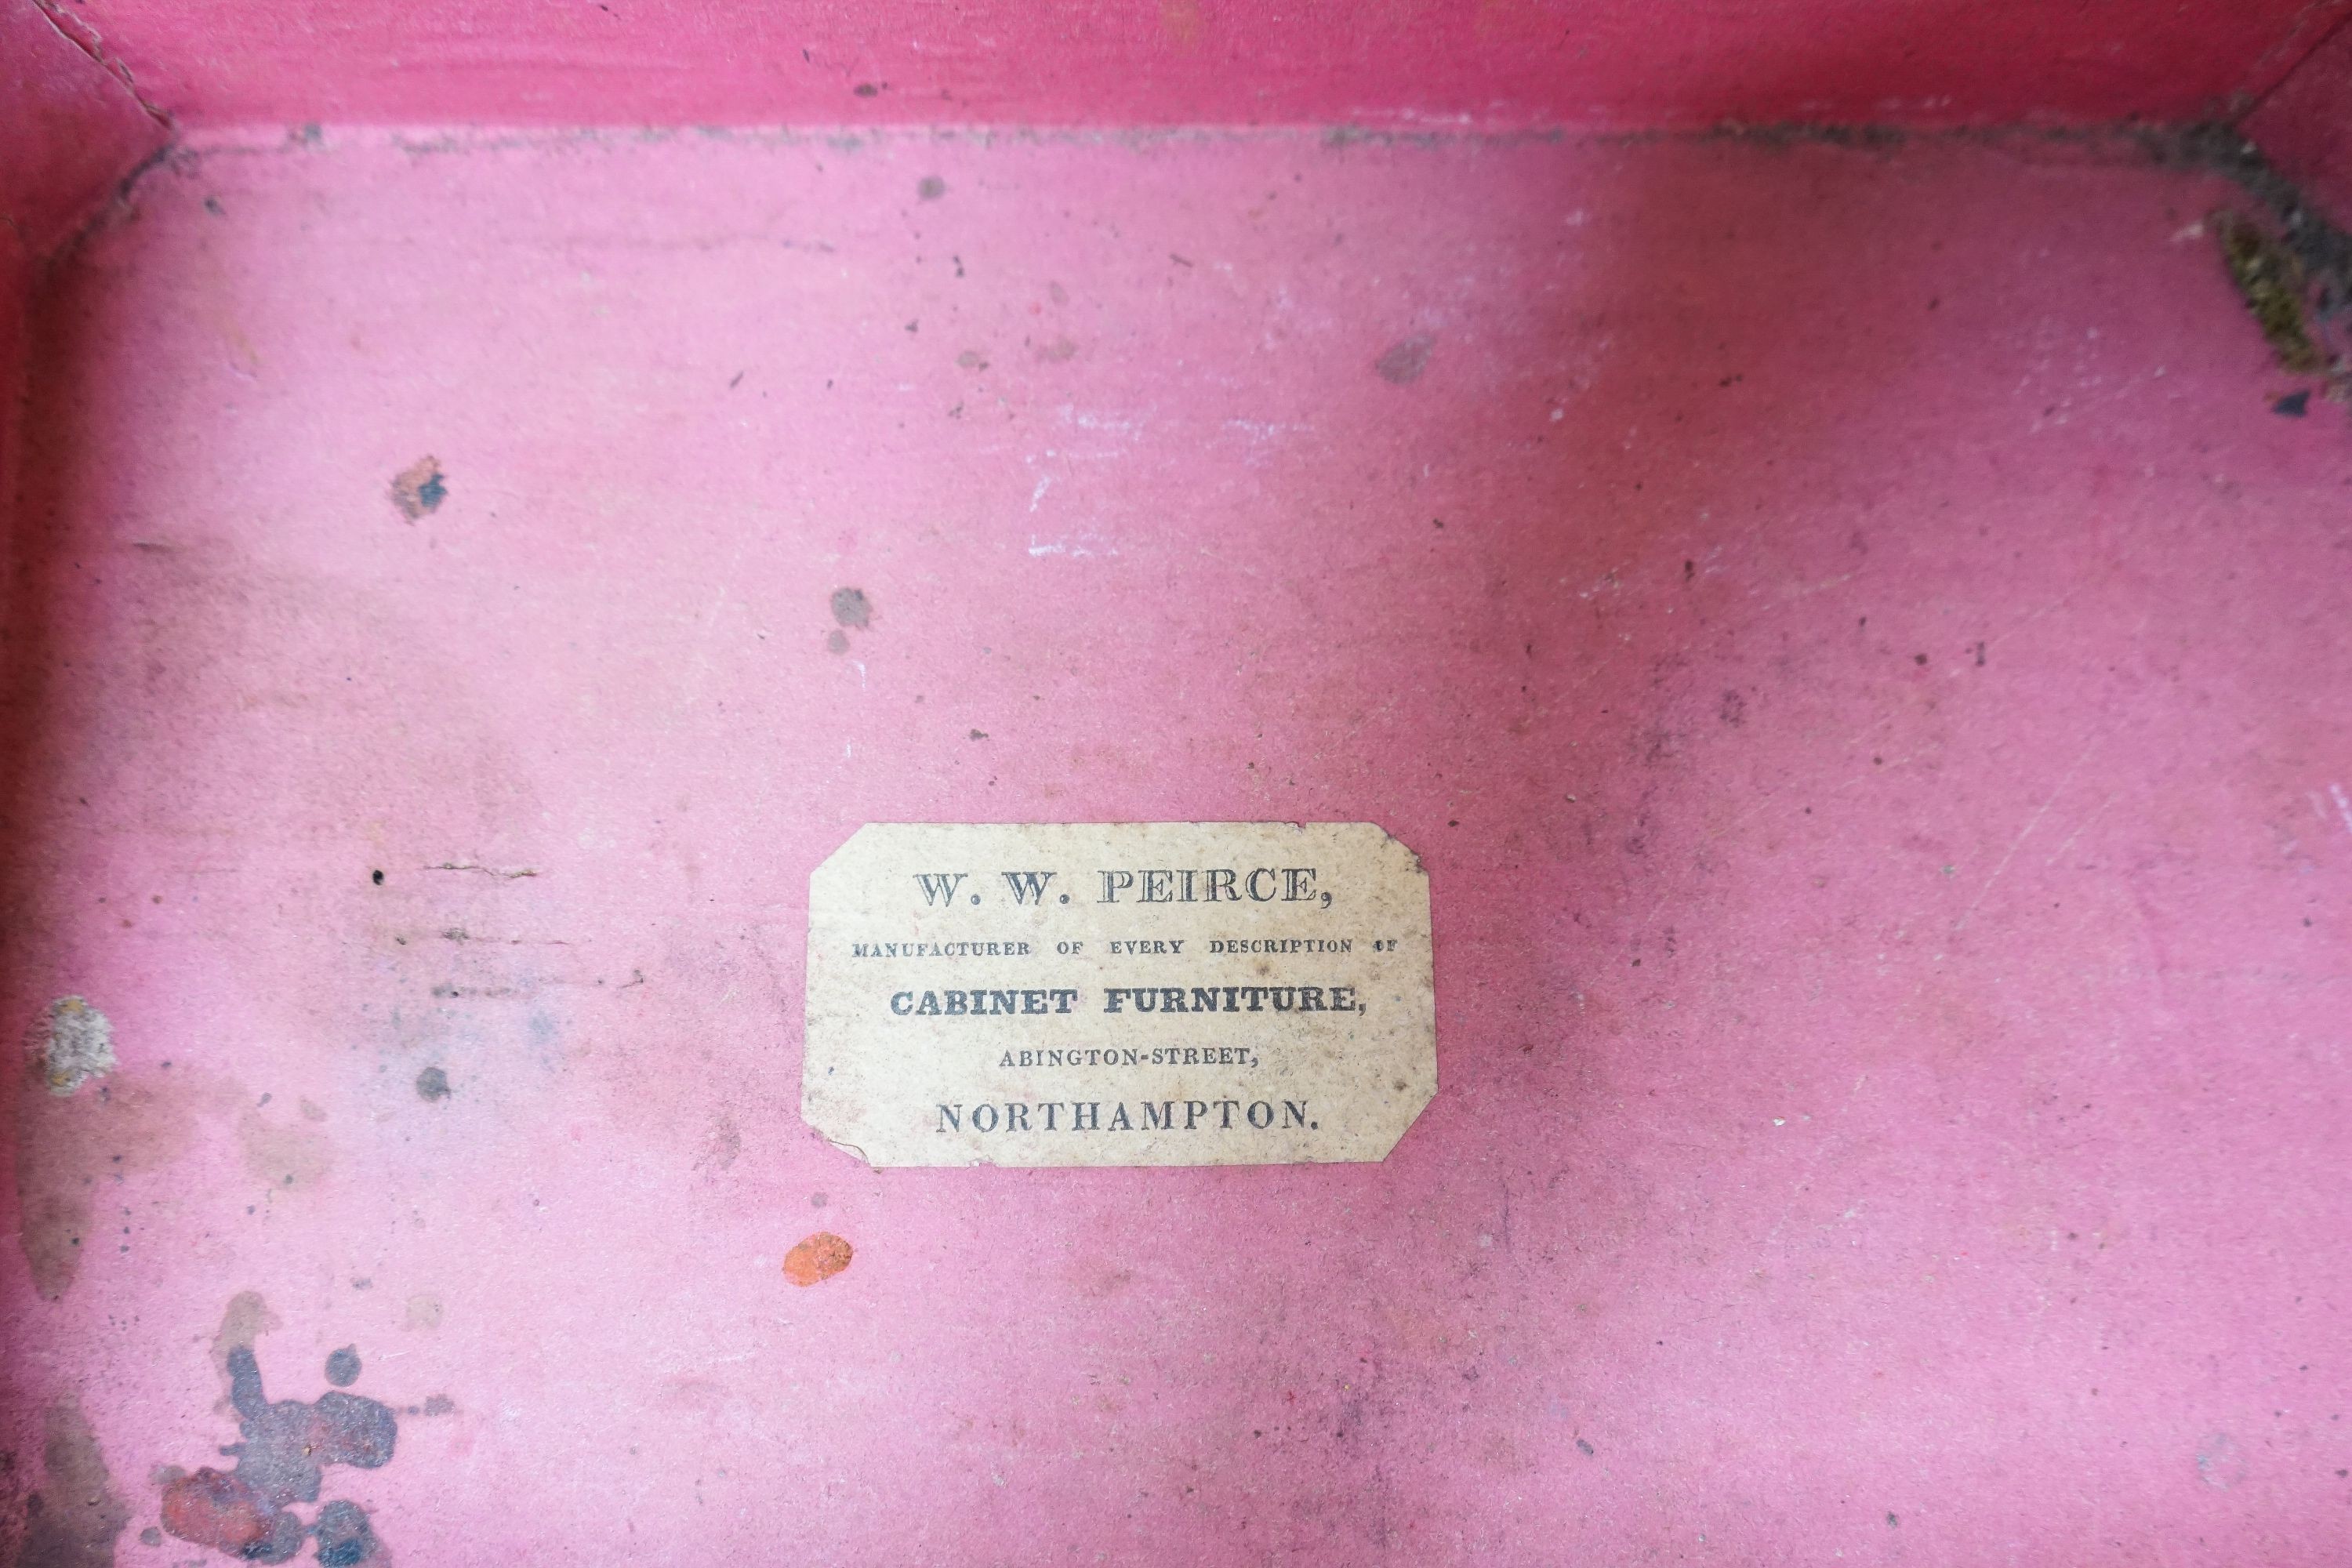 W. W. PEIRCE,
MANUFACTURER OF EVERY DESCRIPTION OF
CABINET FURNITURE,
ABINGTON-STREET,
NORTHAMPTON.